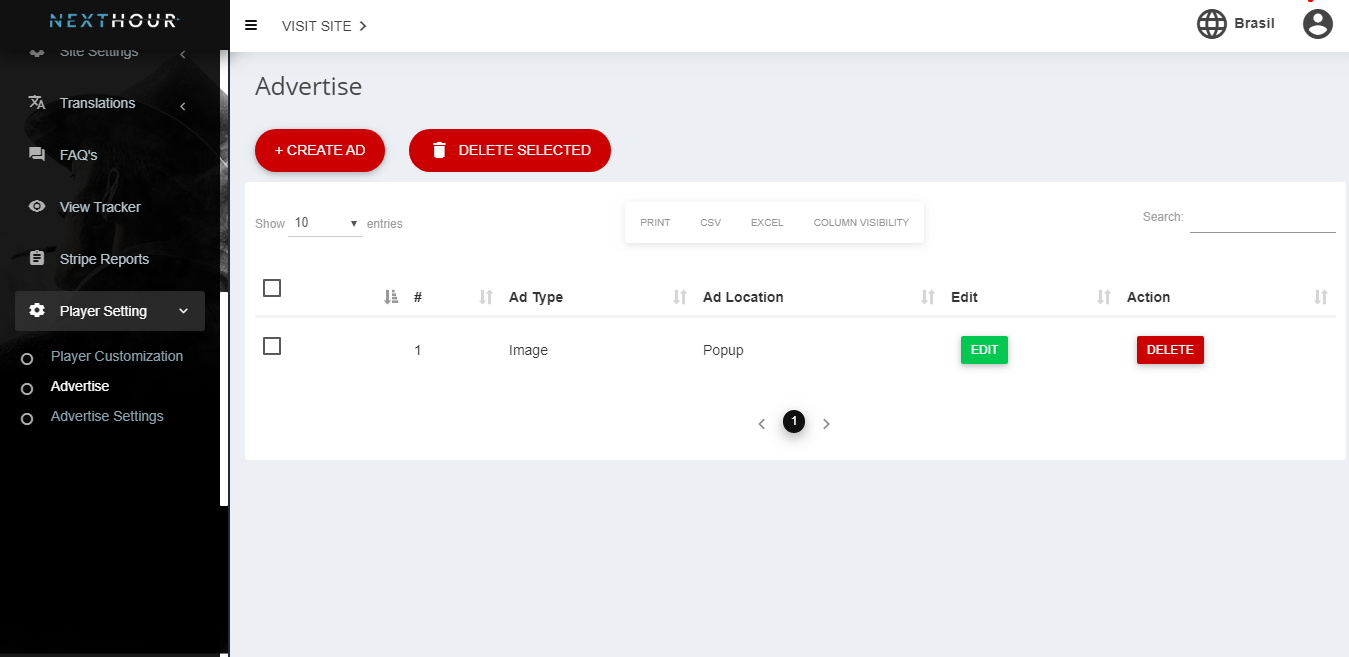 NEXTHOUR
VISIT SITE
Brasil
Site Settings
Translations
FAQ's
View Tracker
Stripe Reports
Player Setting
Player Customization
Advertise
Advertise Settings
Advertise
+ CREATE AD
DELETE SELECTED
Show 10 entries
PRINT CSV EXCEL COLUMN VISIBILITY
Search:
# Ad Type Ad Location Edit Action
1 Image Popup EDIT DELETE
1